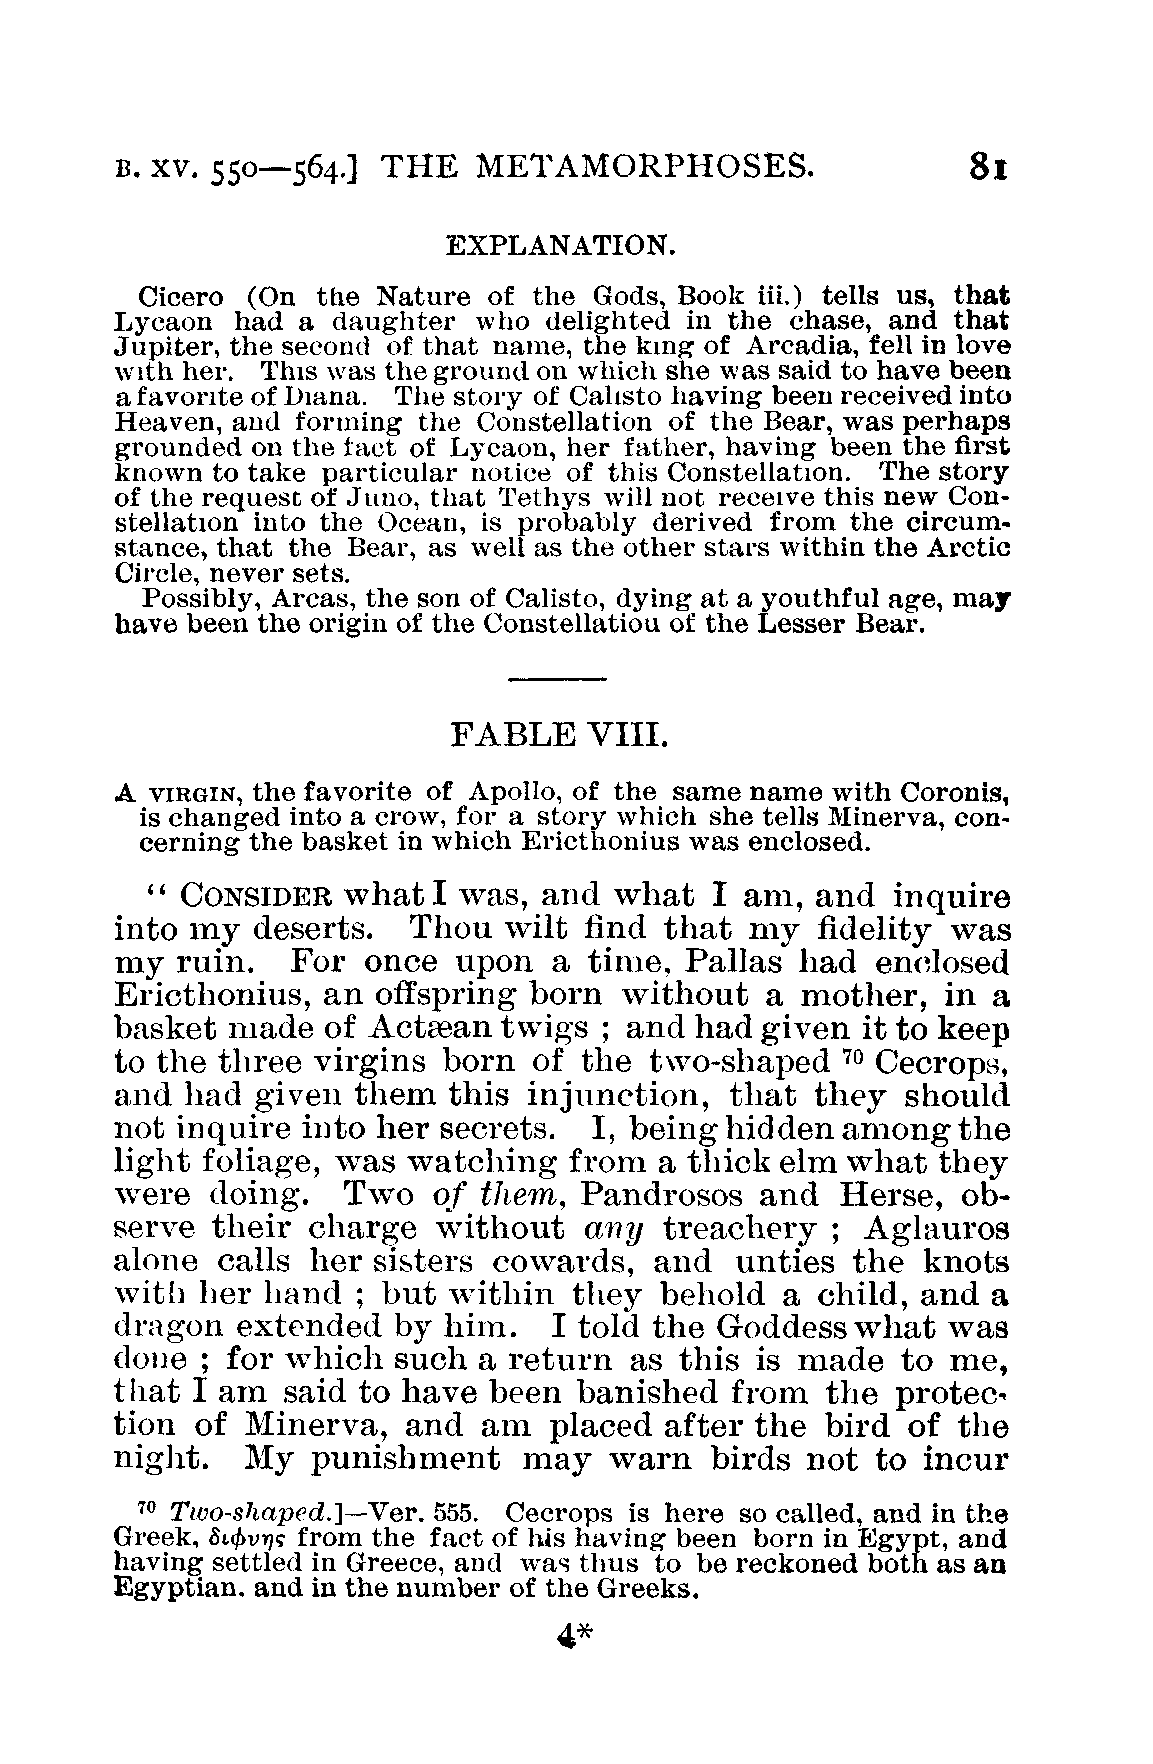 B. XV. 550—564.] THE METAMORPHOSES. 81
EXPLANATION.
Cicero (On the Nature of the Gods, Book iii.) tells us, that
Lycaon had a daughter who delighted in the chase, and that
Jupiter, the second of that name, the king of Arcadia, fell in love
with her. This was the ground on which she was said to have been
a favorite of Diana. The story of Calisto having been received into
Heaven, and forming the Constellation of the Bear, was perhaps
grounded on the fact of Lycaon, her father, having been the first
known to take particular notice of this Constellation. The story
of the request of Juno, that Tethys will not receive this new Con-
stellation into the Ocean, is probably derived from the circum-
stance, that the Bear, as well as the other stars within the Arctic
Circle, never sets.
Possibly, Arcas, the son of Calisto, dying at a youthful age, may
have been the origin of the Constellation of the Lesser Bear.
FABLE VIII.
A VIRGIN, the favorite of Apollo, of the same name with Coronis,
is changed into a crow, for a story which she tells Minerva, con-
cerning the basket in which Ericthonius was enclosed.
“ CONSIDER what I was, and what I am, and inquire
into my deserts. Thou wilt find that my fidelity was
my ruin. For once upon a time, Pallas had enclosed
Ericthonius, an offspring born without a mother, in a
basket made of Actæan twigs ; and had given it to keep
to the three virgins born of the two-shaped ⁷⁰ Cecrops,
and had given them this injunction, that they should
not inquire into her secrets. I, being hidden among the
light foliage, was watching from a thick elm what they
were doing. Two of them, Pandrosos and Herse, ob-
serve their charge without any treachery ; Aglauros
alone calls her sisters cowards, and unties the knots
with her hand ; but within they behold a child, and a
dragon extended by him. I told the Goddess what was
done ; for which such a return as this is made to me,
that I am said to have been banished from the protec-
tion of Minerva, and am placed after the bird of the
night. My punishment may warn birds not to incur
⁷⁰ Two-shaped.]—Ver. 555. Cecrops is here so called, and in the
Greek, διφυης from the fact of his having been born in Egypt, and
having settled in Greece, and was thus to be reckoned both as an
Egyptian. and in the number of the Greeks.
4*